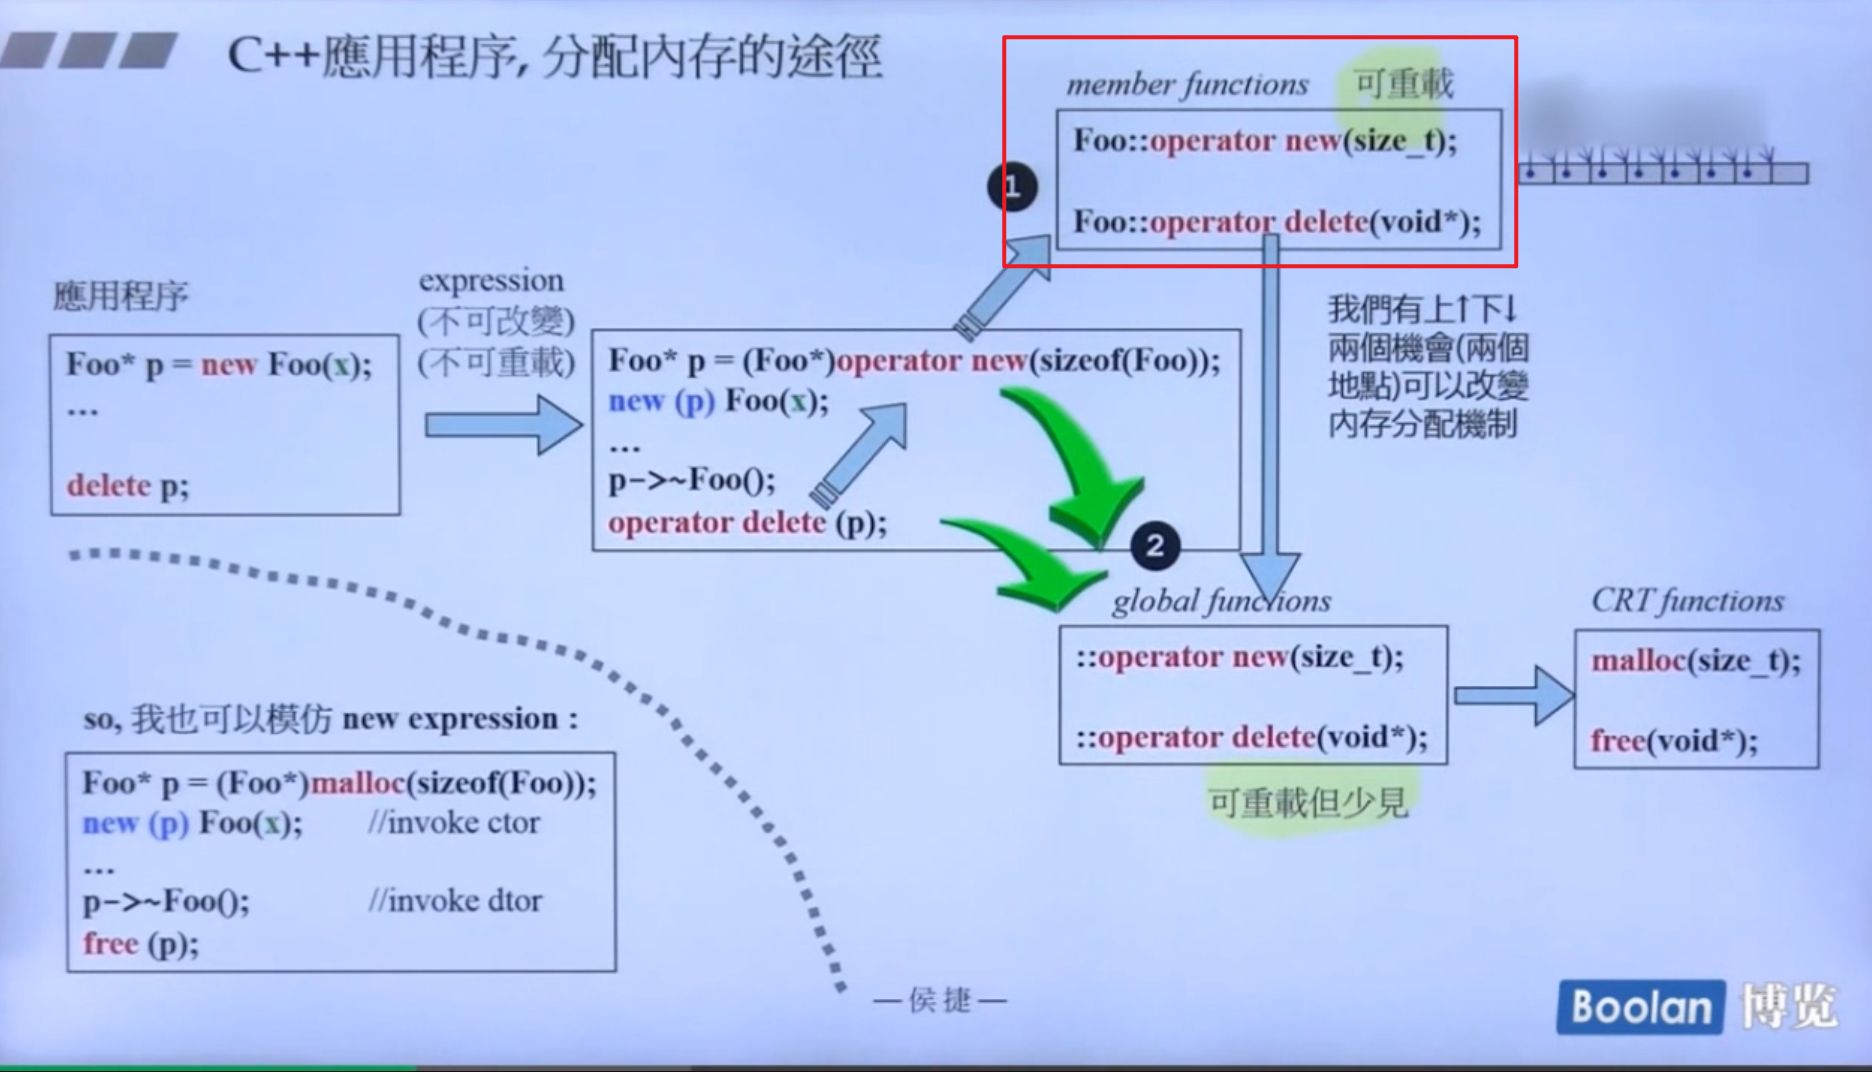 C++應用程序, 分配內存的途徑
member functions 可重載
Foo::operator new(size_t);
Foo::operator delete(void*);
1
應用程序
Foo* p = new Foo(x);
...
delete p;
expression
(不可改變)
(不可重載)
Foo* p = (Foo*)operator new(sizeof(Foo));
new (p) Foo(x);
...
p->~Foo();
operator delete (p);
我們有上↑下↓
兩個機會(兩個
地點)可以改變
內存分配機制
2
global functions
::operator new(size_t);
::operator delete(void*);
可重載但少見
CRT functions
malloc(size_t);
free(void*);
so, 我也可以模仿 new expression :
Foo* p = (Foo*)malloc(sizeof(Foo));
new (p) Foo(x); //invoke ctor
...
p->~Foo(); //invoke dtor
free (p);
—侯捷—
Boolan 博览